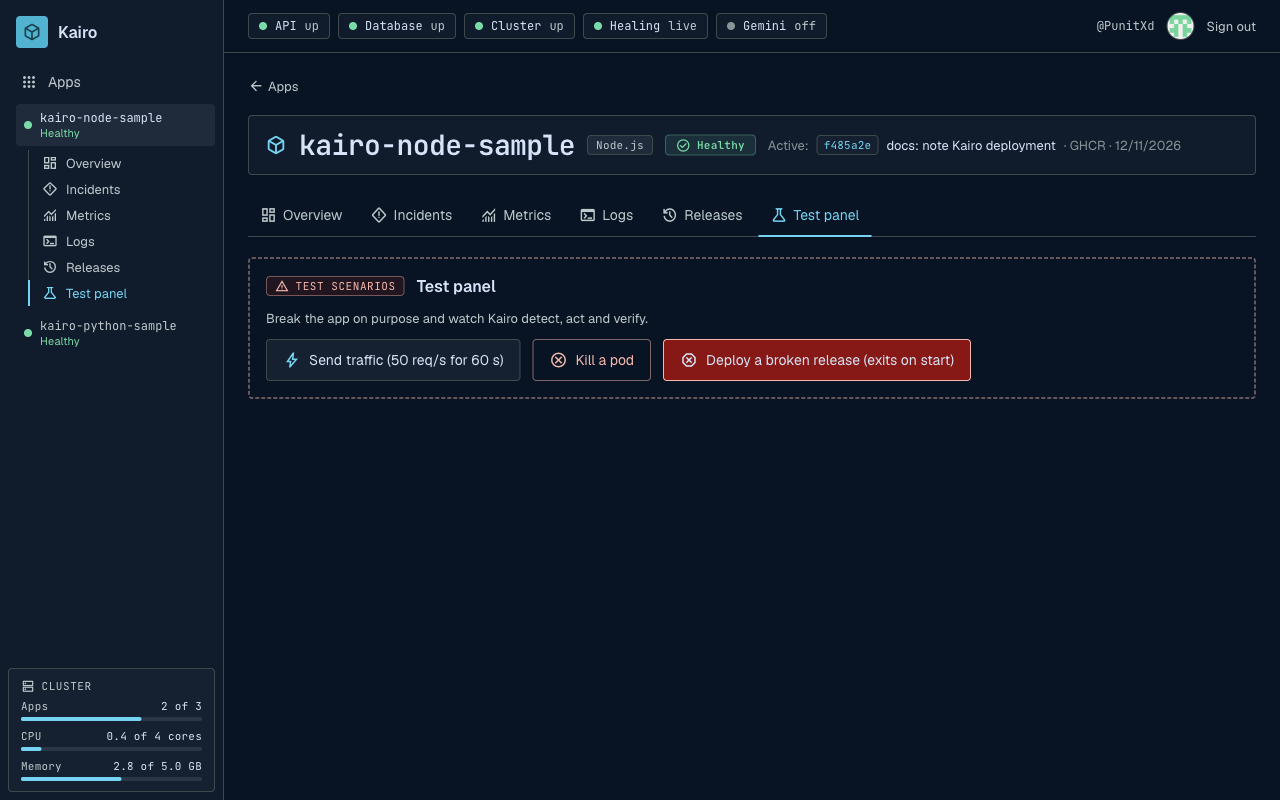 Kairo
API up
Database up
Cluster up
Healing live
Gemini off
@PunitXd
Sign out
Apps
kairo-node-sample
Healthy
Overview
Incidents
Metrics
Logs
Releases
Test panel
kairo-python-sample
Healthy
CLUSTER
Apps 2 of 3
CPU 0.4 of 4 cores
Memory 2.8 of 5.0 GB
Apps
kairo-node-sample Node.js Healthy Active: f485a2e docs: note Kairo deployment · GHCR · 12/11/2026
Overview Incidents Metrics Logs Releases Test panel
TEST SCENARIOS Test panel
Break the app on purpose and watch Kairo detect, act and verify.
Send traffic (50 req/s for 60 s) Kill a pod Deploy a broken release (exits on start)